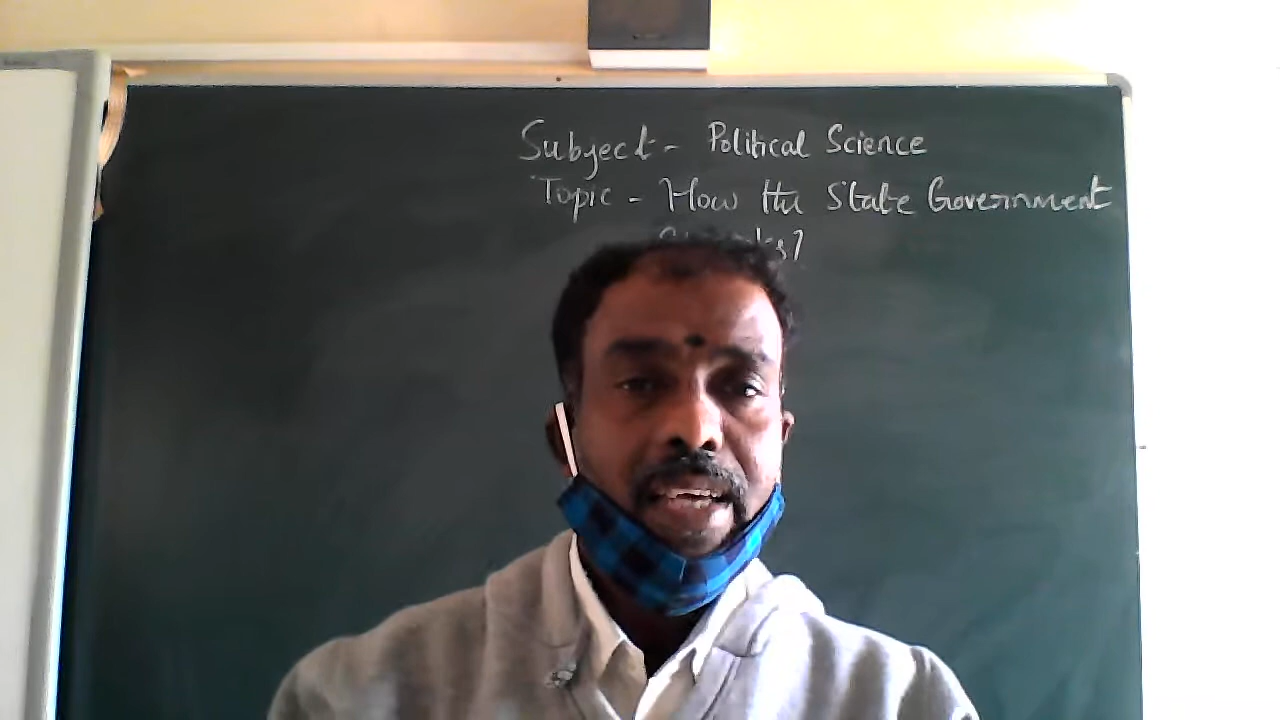 Subject - Political Science
Topic - How the State Government